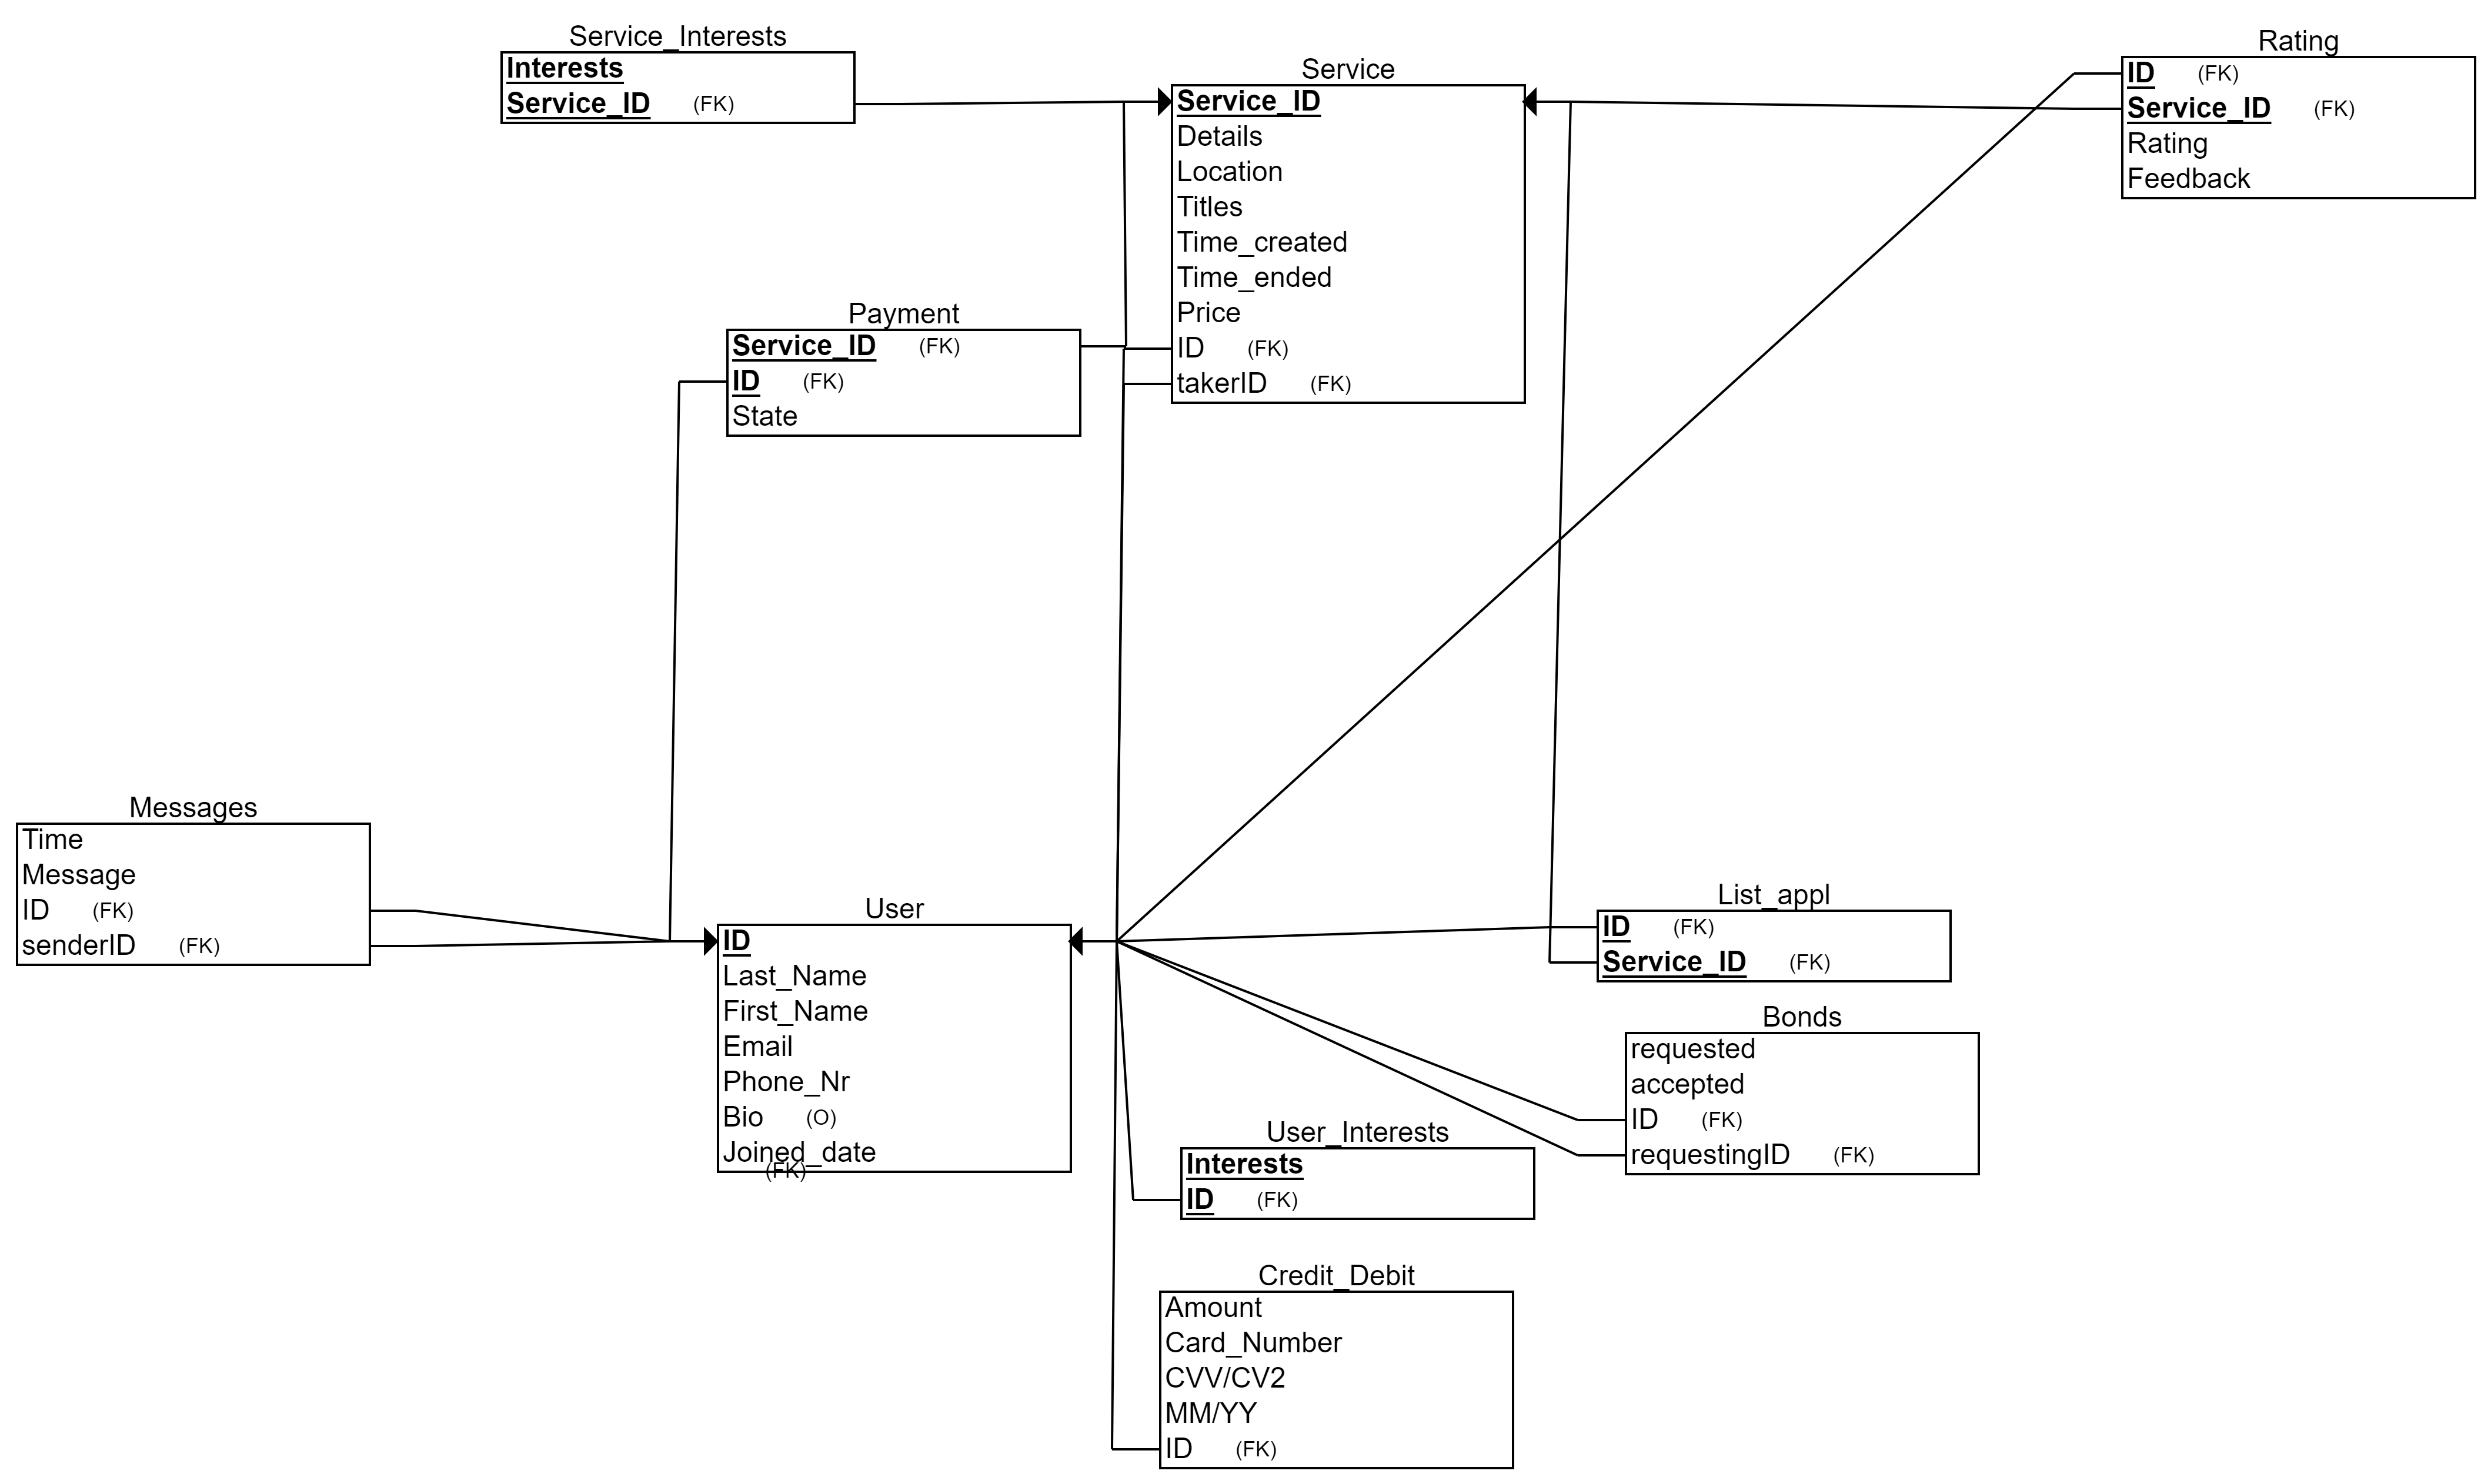 Service_Interests
Interests
Service_ID (FK)
Service
Service_ID
Details
Location
Titles
Time_created
Time_ended
Price
ID (FK)
takerID (FK)
Rating
ID (FK)
Service_ID (FK)
Rating
Feedback
Payment
Service_ID (FK)
ID (FK)
State
Messages
Time
Message
ID (FK)
senderID (FK)
User
ID
Last_Name
First_Name
Email
Phone_Nr
Bio (O)
Joined_date
(FK)
List_appl
ID (FK)
Service_ID (FK)
Bonds
requested
accepted
ID (FK)
requestingID (FK)
User_Interests
Interests
ID (FK)
Credit_Debit
Amount
Card_Number
CVV/CV2
MM/YY
ID (FK)